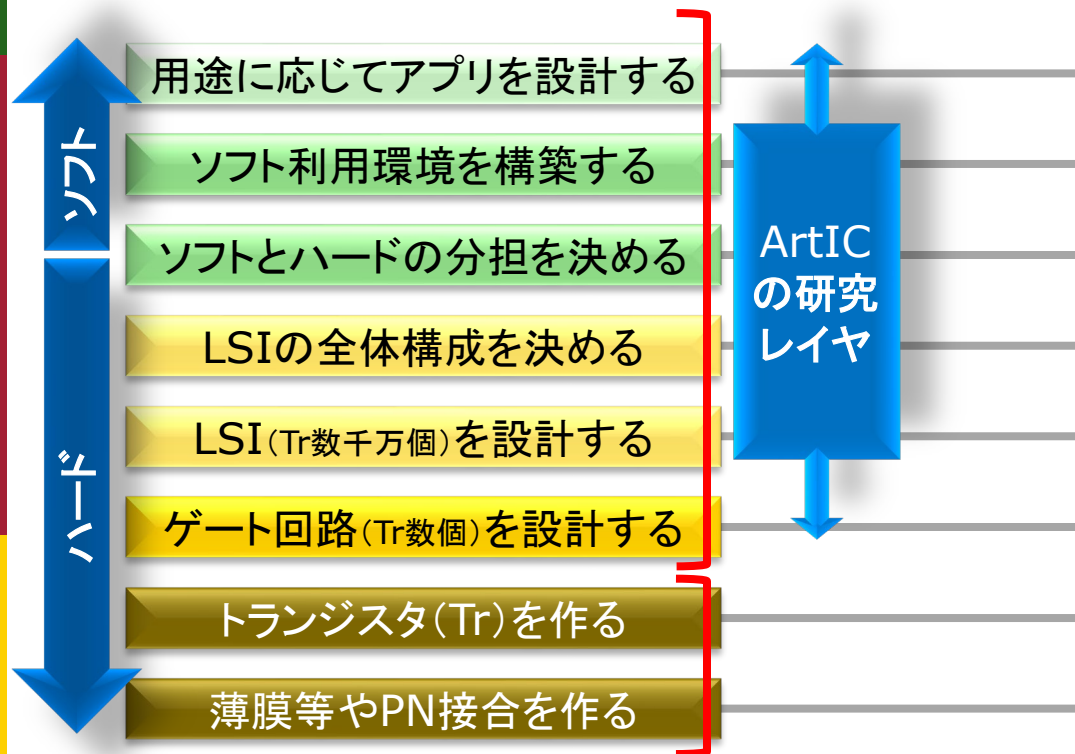 ソフト
ハード
用途に応じてアプリを設計する
ソフト利用環境を構築する
ソフトとハードの分担を決める
LSIの全体構成を決める
LSI(Tr数千万個)を設計する
ゲート回路(Tr数個)を設計する
トランジスタ(Tr)を作る
薄膜等やPN接合を作る
ArtIC
の研究
レイヤ